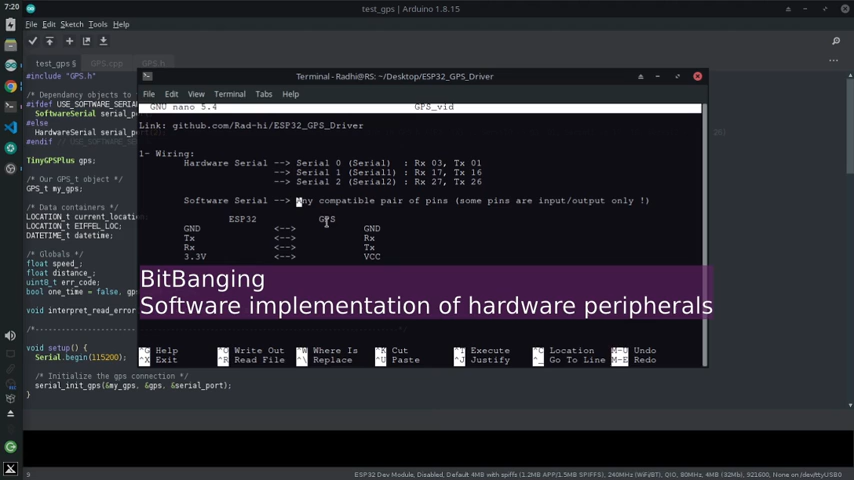 7:20
test_gps | Arduino 1.8.15
File Edit Sketch Tools Help
test_gps § GPS.cpp GPS.h
#include "GPS.h"
/* Dependancy objects to
#ifdef USE_SOFTWARE_SERIA
SoftwareSerial serial_po
#else
HardwareSerial serial_po
#endif // USE_SOFTWARE_S
TinyGPSPlus gps;
/* Our GPS_t object */
GPS_t my_gps;
/* Data containers */
LOCATION_t current_locatio
LOCATION_t EIFFEL_LOC;
DATETIME_t datetime;
/* Globals */
float speed_;
float distance_;
uint8_t err_code;
bool one_time = false, gp
void interpret_read_error
void setup() {
Serial.begin(115200);
/* Initialize the gps connection */
serial_init_gps(&my_gps, &gps, &serial_port);
Terminal - Radhi@RS: ~/Desktop/ESP32_GPS_Driver
File Edit View Terminal Tabs Help
GNU nano 5.4 GPS_vid
Link: github.com/Rad-hi/ESP32_GPS_Driver
1- Wiring:
Hardware Serial --> Serial 0 (Serial) : Rx 03, Tx 01
--> Serial 1 (Serial1) : Rx 17, Tx 16
--> Serial 2 (Serial2) : Rx 27, Tx 26
Software Serial --> Any compatible pair of pins (some pins are input/output only !)
ESP32 GPS
GND <--> GND
Tx <--> Rx
Rx <--> Tx
3.3V <--> VCC
BitBanging
Software implementation of hardware peripherals
^G Help ^O Write Out ^W Where Is ^K Cut ^T Execute ^C Location M-U Undo
^X Exit ^R Read File ^\ Replace ^U Paste ^J Justify ^_ Go To Line M-E Redo
ESP32 Dev Module, Disabled, Default 4MB with spiffs (1.2MB APP/1.5MB SPIFFS), 240MHz (WiFi/BT), QIO, 80MHz, 4MB (32Mb), 921600, None on /dev/ttyUSB0